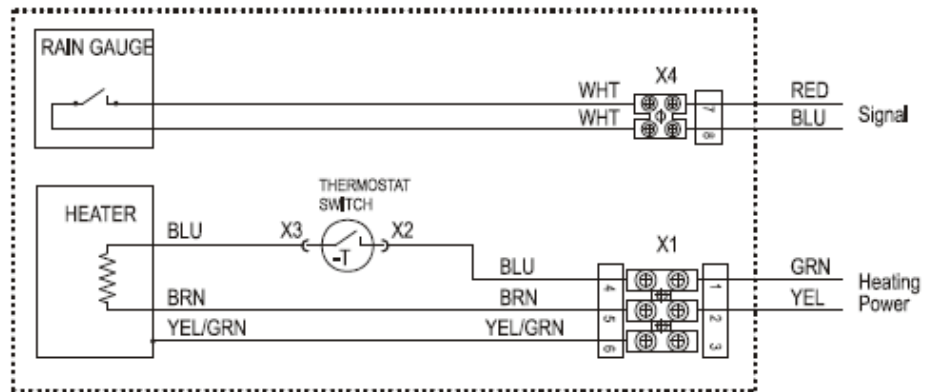 RAIN GAUGE
X4
WHT
RED
7
Signal
WHT
BLU
8
THERMOSTAT
SWITCH
HEATER
BLU
X3
X2
-T
X1
BLU
4
1
GRN
Heating
Power
BRN
BRN
5
2
YEL
YEL/GRN
YEL/GRN
6
3